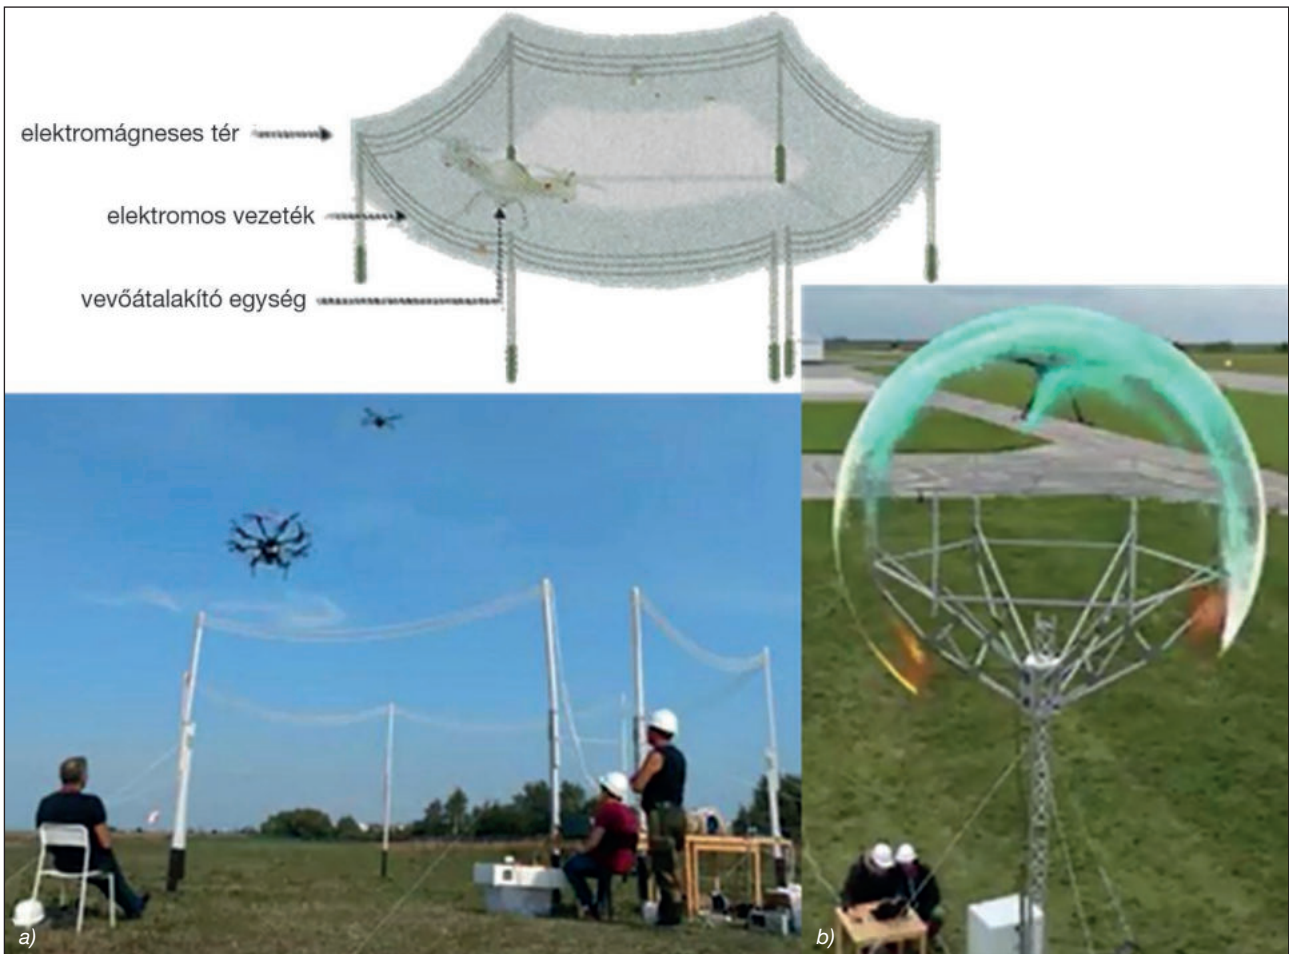 elektromágneses tér
elektromos vezeték
vevőátalakító egység
a)
b)